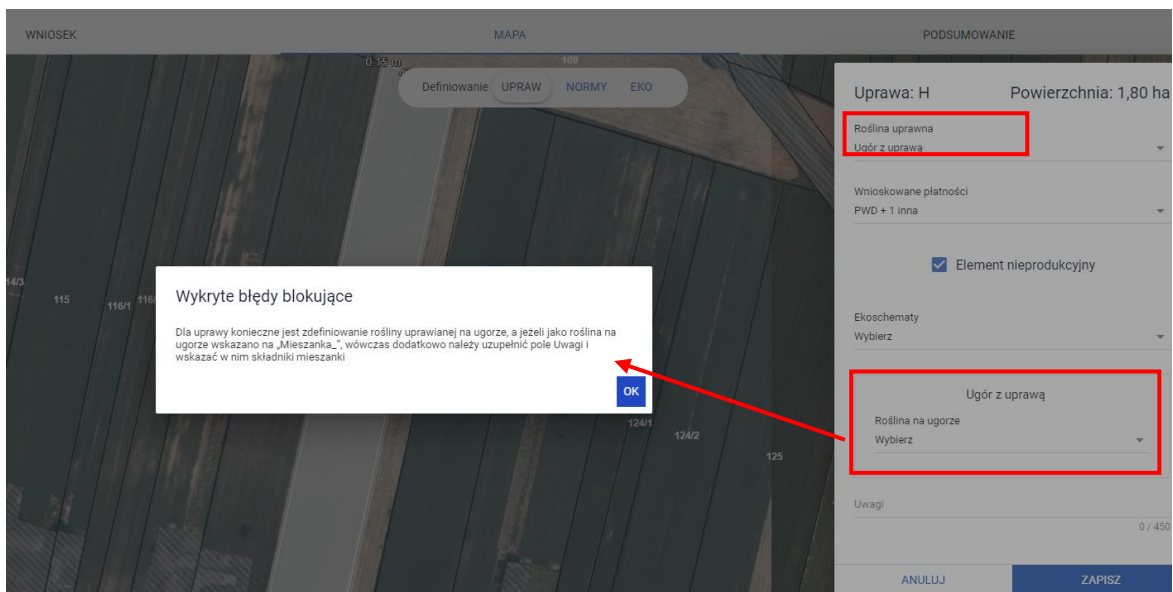 WNIOSEK
MAPA
PODSUMOWANIE
0.15 m
109
Definiowanie UPRAW NORMY EKO
Uprawa: H
Powierzchnia: 1,80 ha
Roślina uprawna
Ugór z uprawą
Wnioskowane płatności
PWD + 1 inna
Element nieprodukcyjny
Ekoschematy
Wybierz
Ugór z uprawą
Roślina na ugorze
Wybierz
Uwagi
0 / 450
ANULUJ
ZAPISZ
14/3
115
116/1
116/
Wykryte błędy blokujące
Dla uprawy konieczne jest zdefiniowanie rośliny uprawianej na ugorze, a jeżeli jako roślina na
ugorze wskazano na „Mieszanka_", wówczas dodatkowo należy uzupełnić pole Uwagi i
wskazać w nim składniki mieszanki
OK
124/1
124/2
125